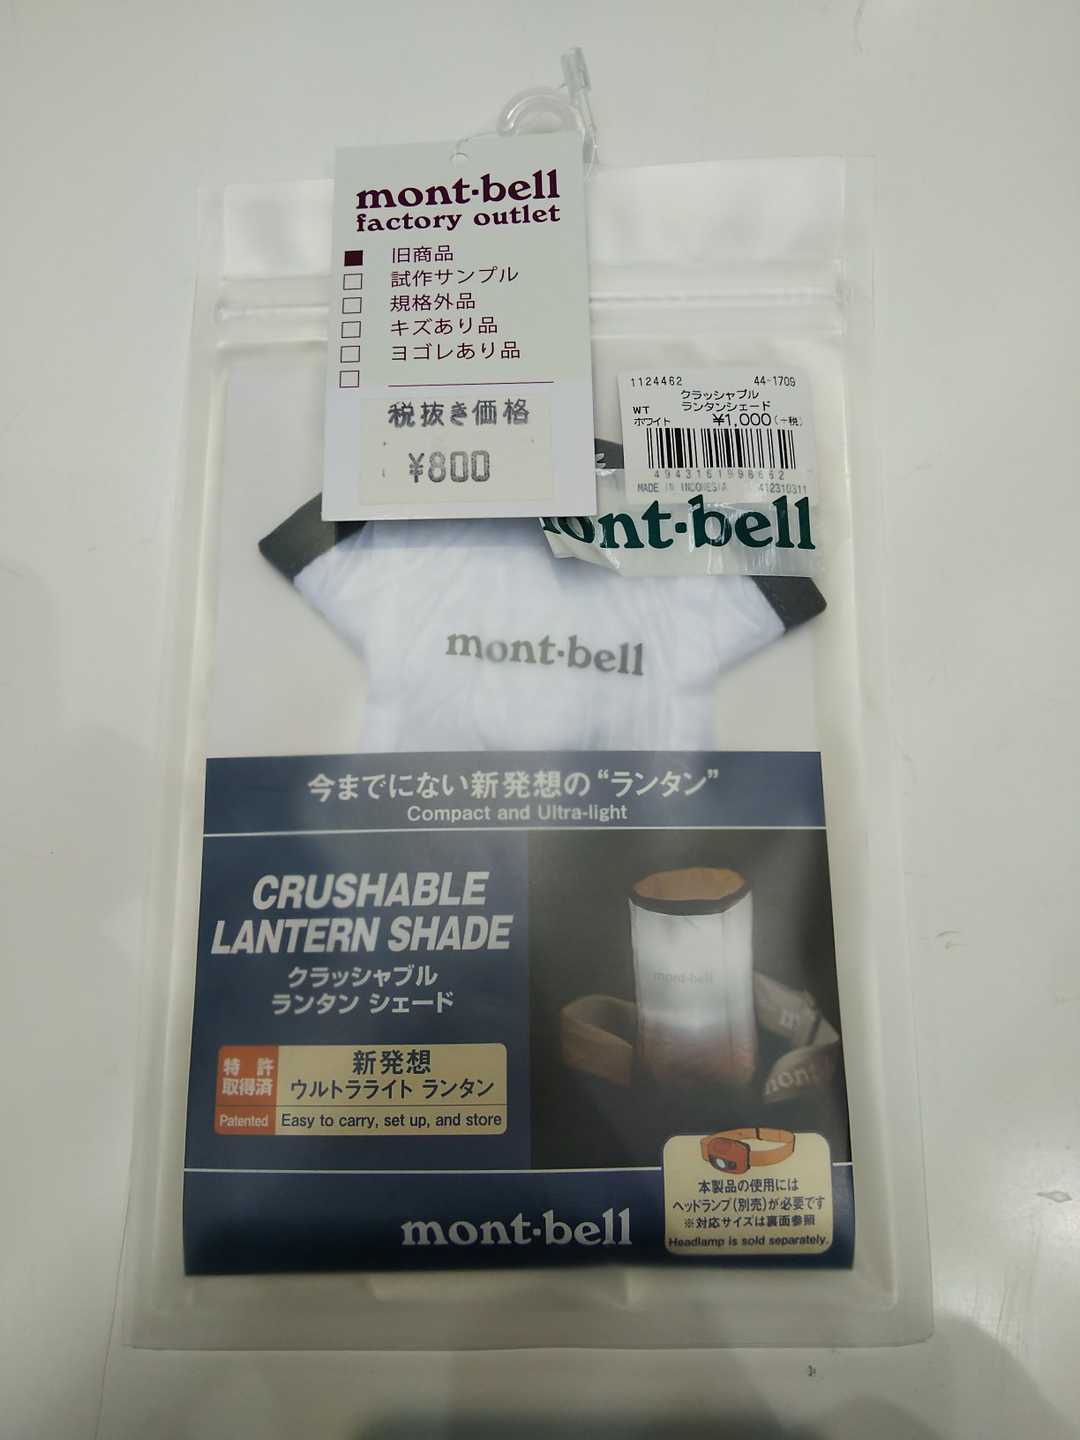 mont-bell
factory outlet
旧商品
試作サンプル
規格外品
キズあり品
ヨゴレあり品
税抜き価格
¥800
1124462 44-1709
クラッシャブル
WT ランタンシェード
ホワイト ¥1,000(+税)
4943161998662
MADE IN INDONESIA 412310311
mont-bell
mont-bell
今までにない新発想の“ランタン”
Compact and Ultra-light
CRUSHABLE
LANTERN SHADE
クラッシャブル
ランタン シェード
mont-bell
mont
特許
取得済
Patented
新発想
ウルトラライト ランタン
Easy to carry, set up, and store
本製品の使用には
ヘッドランプ(別売)が必要です
※対応サイズは裏面参照
Headlamp is sold separately.
mont-bell